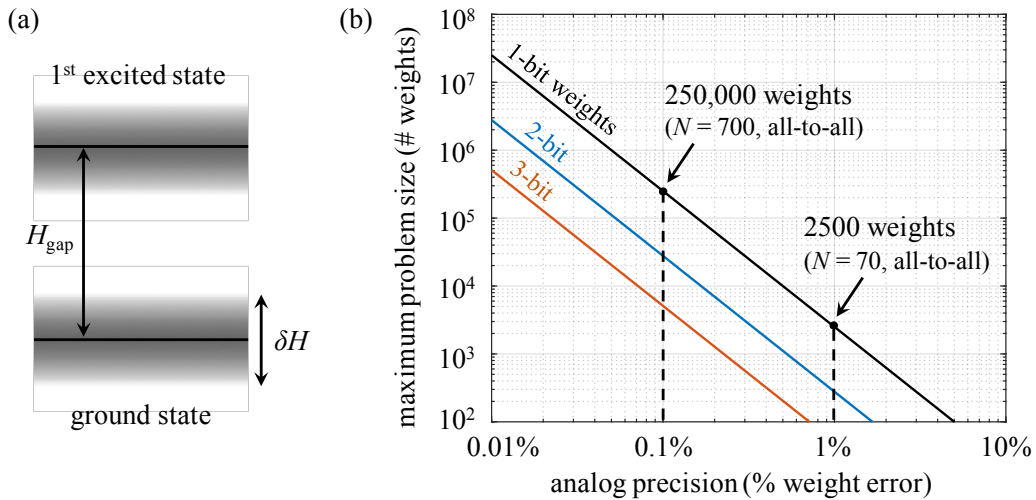 (a)
1st excited state
Hgap
δH
ground state
(b)
maximum problem size (# weights)
10^8
10^7
10^6
10^5
10^4
10^3
10^2
1-bit weights
2-bit
3-bit
250,000 weights
(N = 700, all-to-all)
2500 weights
(N = 70, all-to-all)
0.01%
0.1%
1%
10%
analog precision (% weight error)